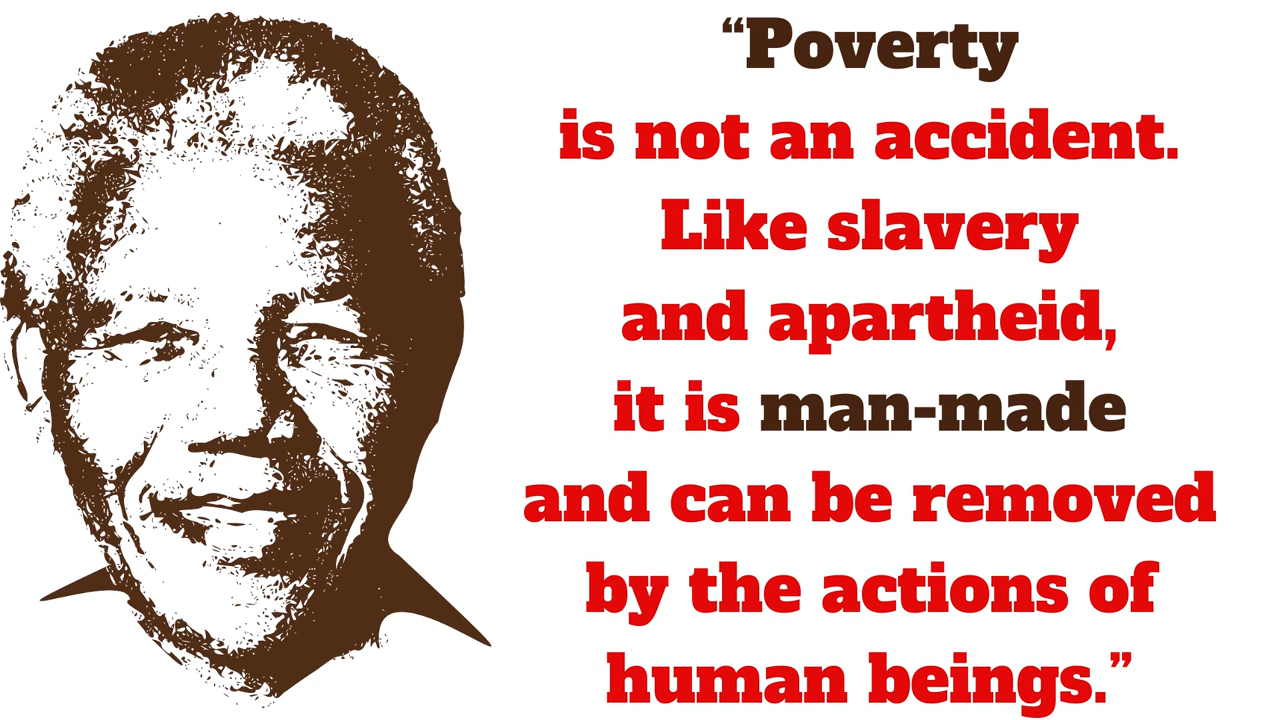 “Poverty
is not an accident.
Like slavery
and apartheid,
it is man-made
and can be removed
by the actions of
human beings.”